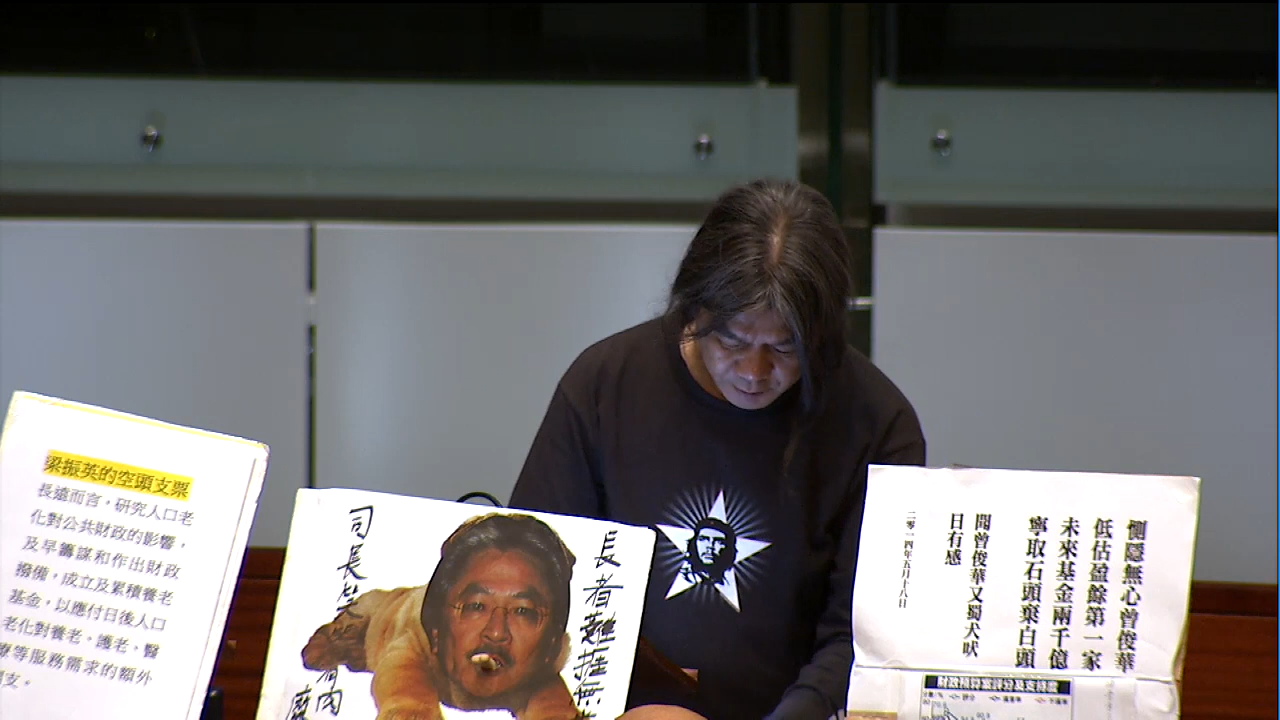 梁振英的空頭支票
長遠而言,研究人口老
化對公共財政的影響,
及早籌謀和作出財政
撥備,成立及累積養老
基金,以應付日後人口
老化對養老,護老,醫
療等服務需求的額外
長者難捱無
司長笑
惻隱無心曾俊華
低估盈餘第一家
未來基金兩千億
寧取石頭棄白頭
聞曾俊華又蜀犬吠
日有感
二零一四年五月十八日
財政預算案評分及支持度